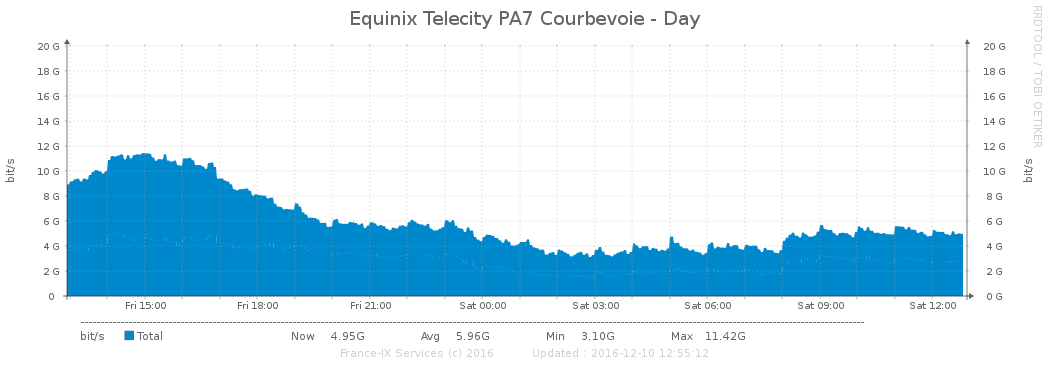 Equinix Telecity PA7 Courbevoie - Day
RRDTOOL / TOBI OETIKER
bit/s
20 G 20 G
18 G 18 G
16 G 16 G
14 G 14 G
12 G 12 G
10 G 10 G
8 G 8 G
6 G 6 G
4 G 4 G
2 G 2 G
0 0 G
bit/s
Fri 15:00 Fri 18:00 Fri 21:00 Sat 00:00 Sat 03:00 Sat 06:00 Sat 09:00 Sat 12:00
bit/s Total Now 4.95G Avg 5.96G Min 3.10G Max 11.42G
France-IX Services (c) 2016 Updated : 2016-12-10 12:55:12